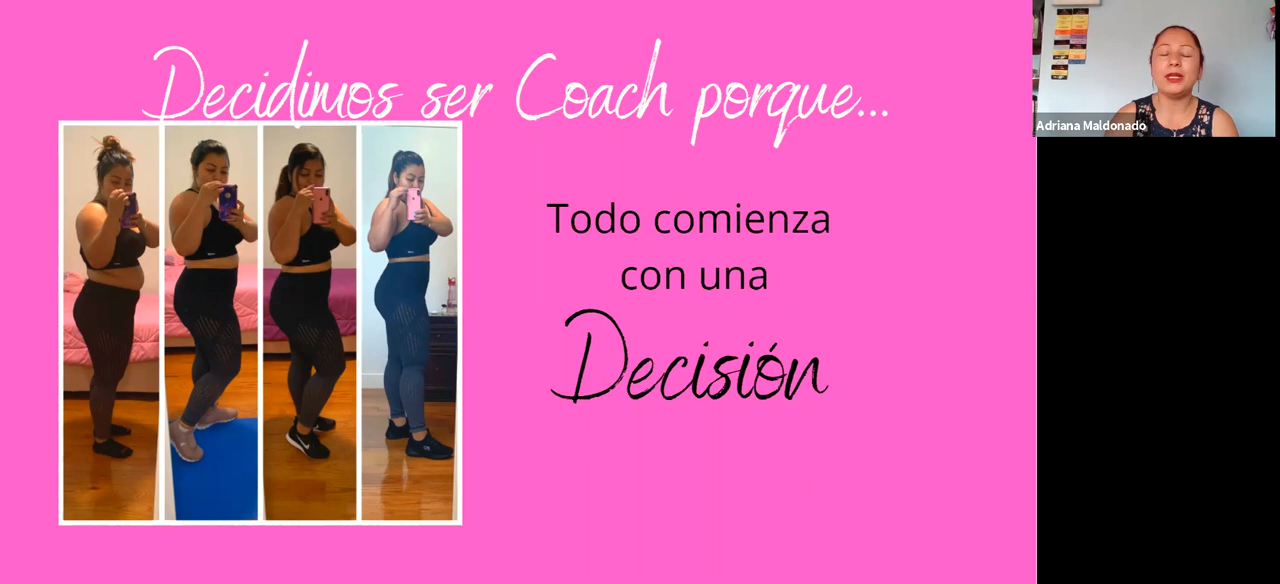 Decidimos ser Coach porque...
Todo comienza
con una
Decisión
Adriana Maldonado